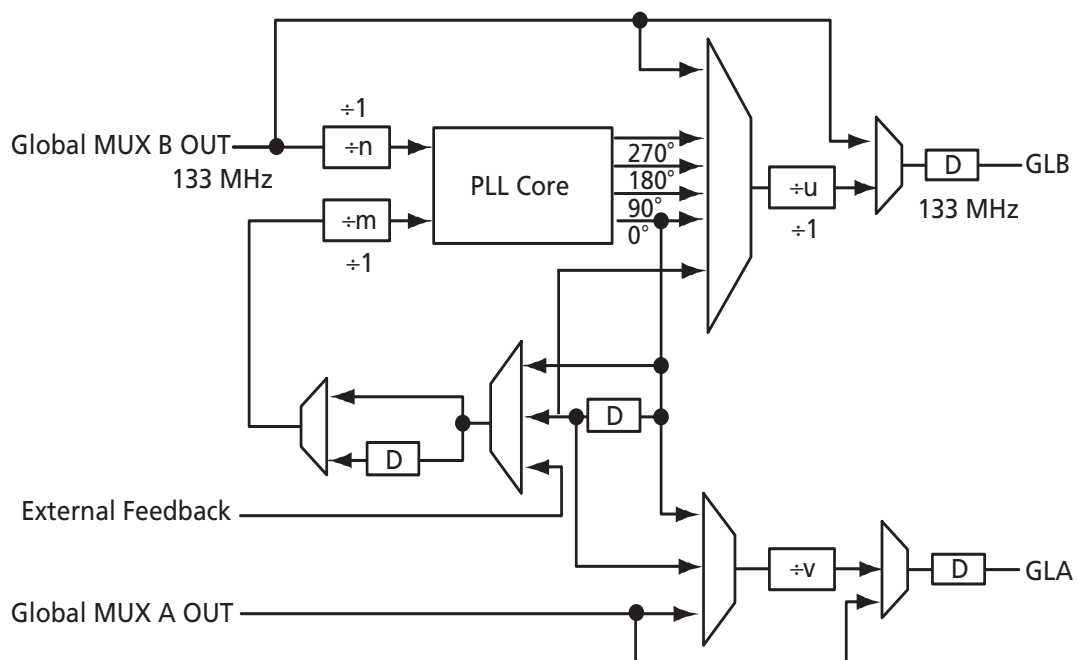 ÷1
Global MUX B OUT
÷n
133 MHz
PLL Core
270°
180°
90°
0°
÷m
÷1
÷u
÷1
D
GLB
133 MHz
D
D
External Feedback
÷v
D
GLA
Global MUX A OUT